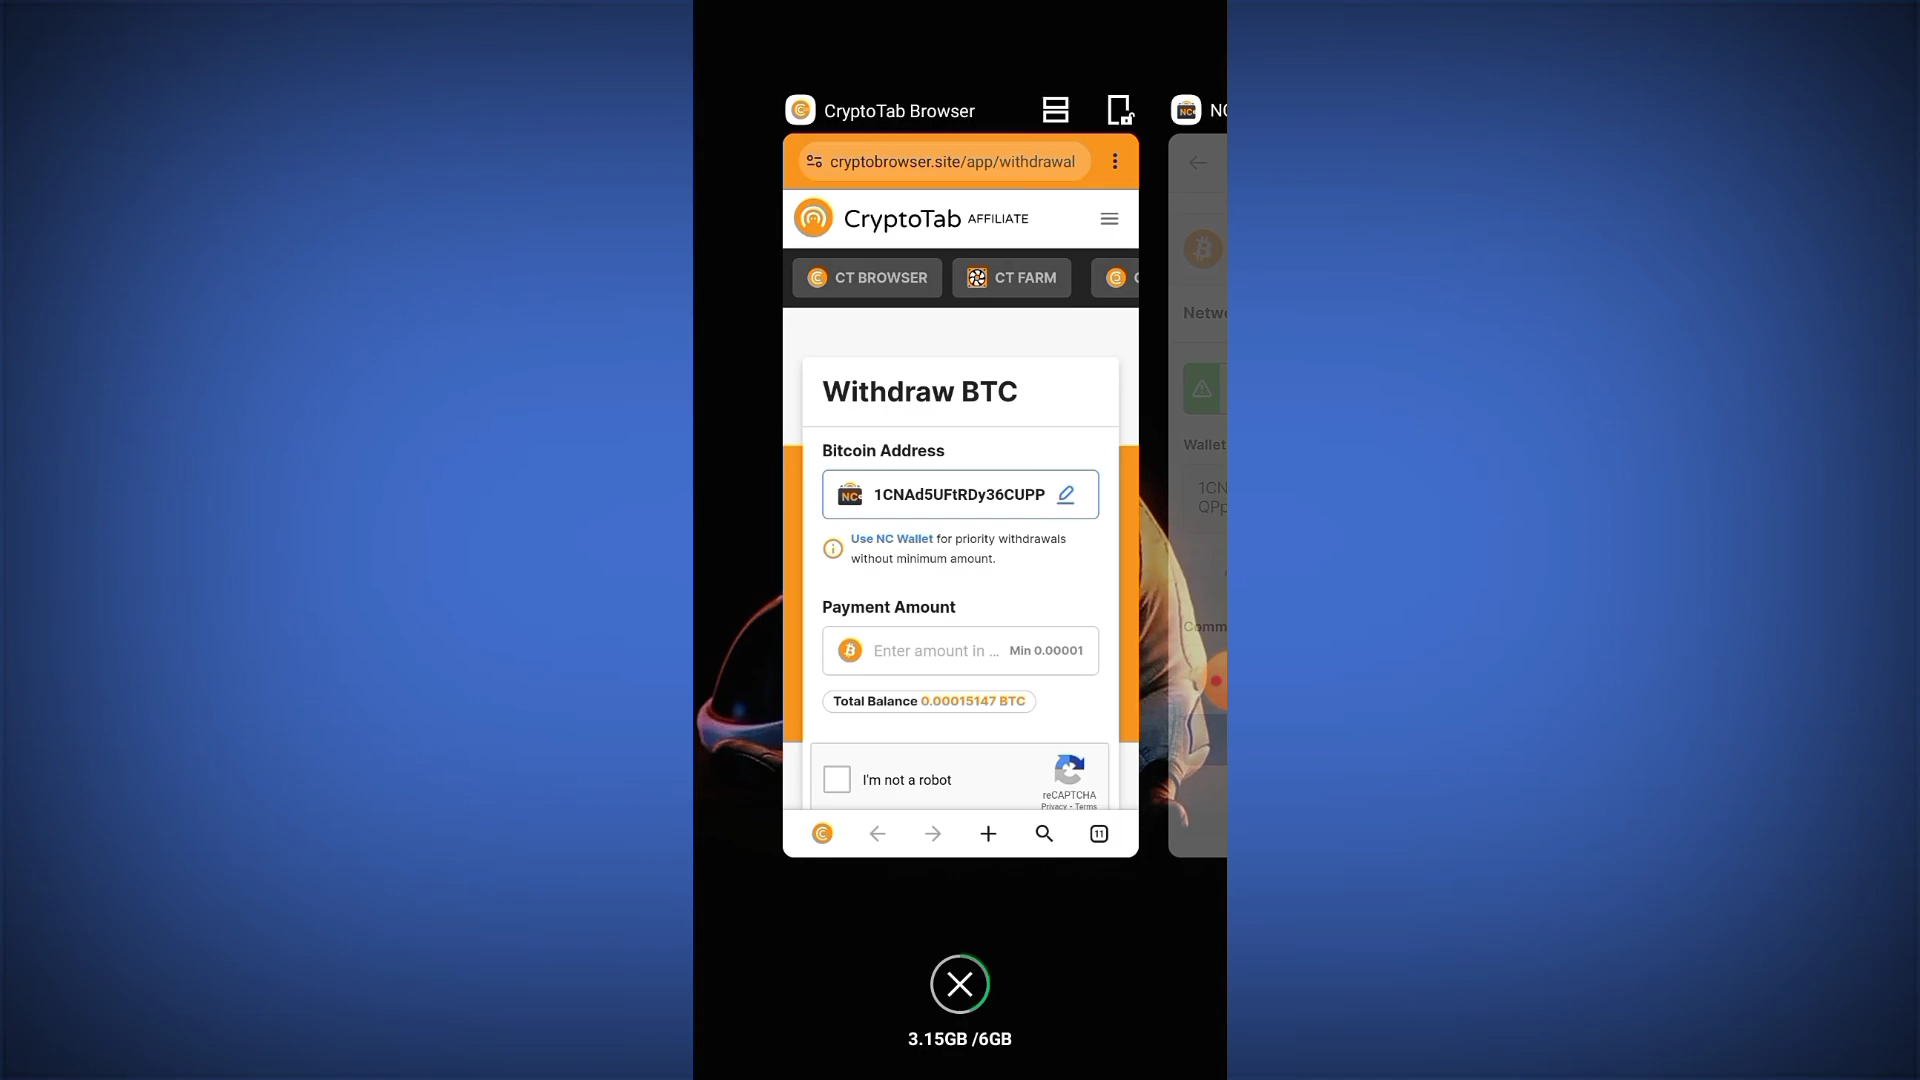 CryptoTab Browser
cryptobrowser.site/app/withdrawal
CryptoTab AFFILIATE
CT BROWSER
CT FARM
Withdraw BTC
Bitcoin Address
NC 1CNAd5UFtRDy36CUPP
Use NC Wallet for priority withdrawals
without minimum amount.
Payment Amount
Enter amount in ... Min 0.00001
Total Balance 0.00015147 BTC
I'm not a robot
reCAPTCHA
Privacy - Terms
11
NC
Netw
Wallet
1CN
QPp
Comm
3.15GB /6GB